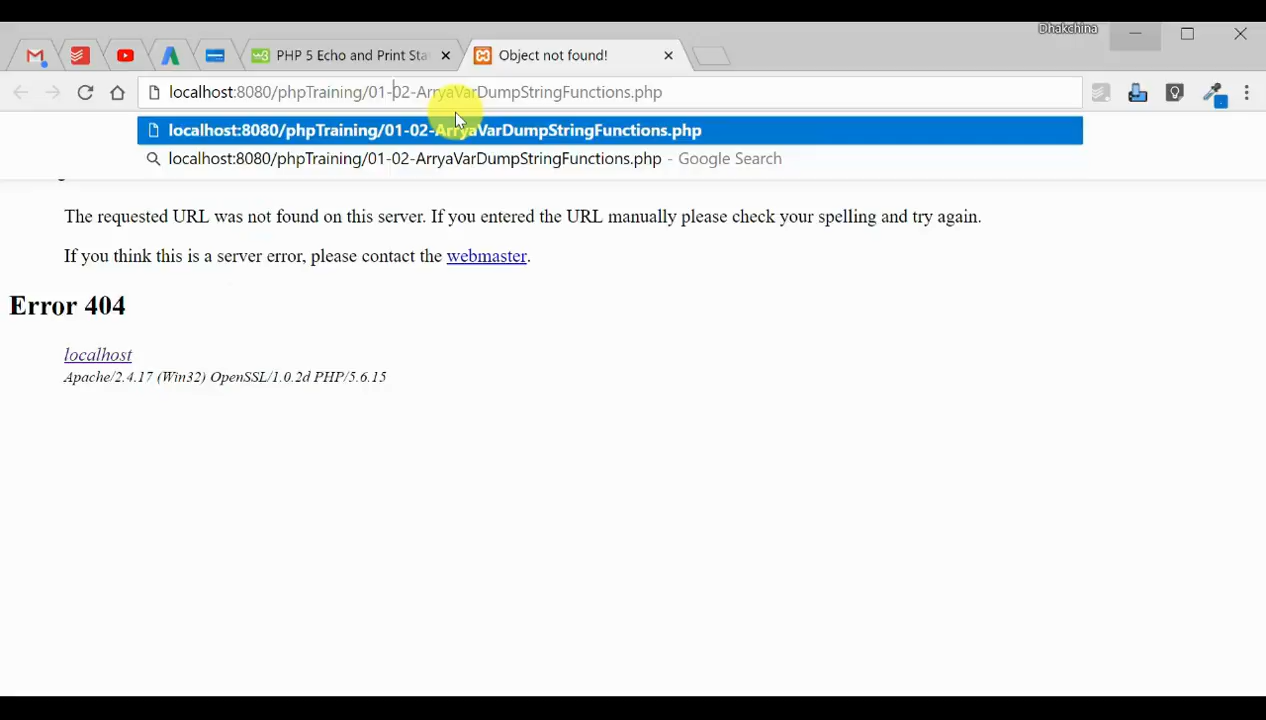 Dhakchina
PHP 5 Echo and Print Sta
Object not found!
localhost:8080/phpTraining/01-02-ArryaVarDumpStringFunctions.php
localhost:8080/phpTraining/01-02-ArryaVarDumpStringFunctions.php
localhost:8080/phpTraining/01-02-ArryaVarDumpStringFunctions.php - Google Search
The requested URL was not found on this server. If you entered the URL manually please check your spelling and try again.
If you think this is a server error, please contact the webmaster.
Error 404
localhost
Apache/2.4.17 (Win32) OpenSSL/1.0.2d PHP/5.6.15